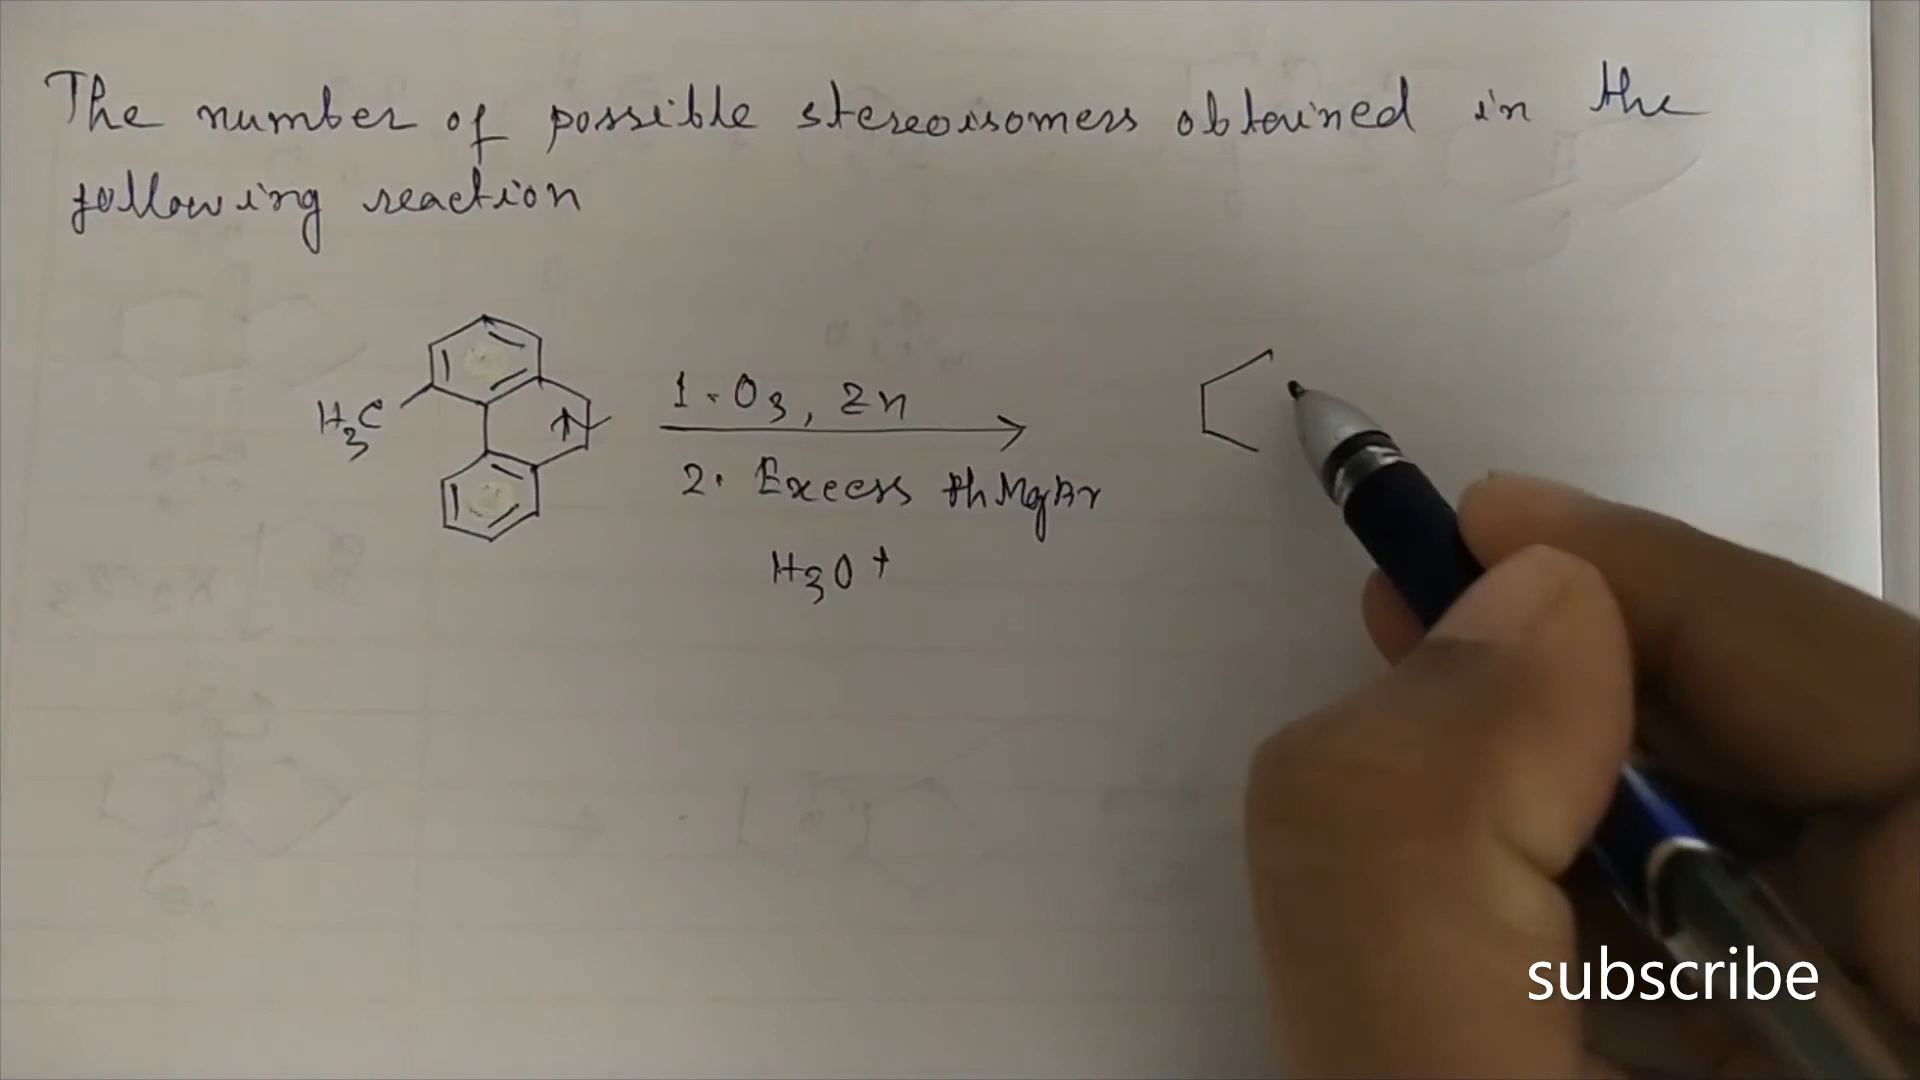 The number of possible stereoisomers obtained in the
following reaction
H3C
1. O3, Zn
2. Excess PhMgBr
H3O+
subscribe